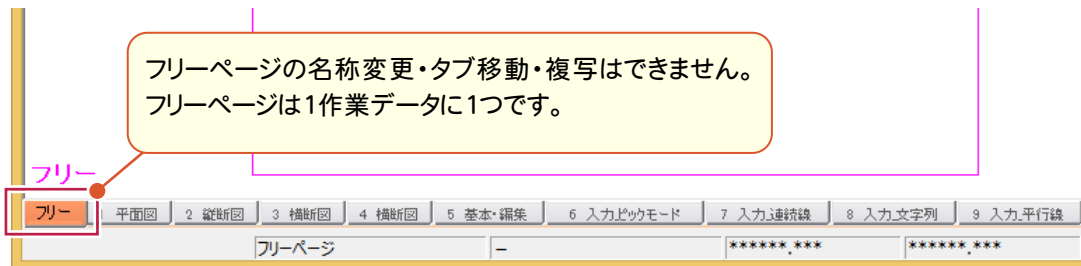 フリーページの名称変更・タブ移動・複写はできません。
フリーページは1作業データに1つです。
フリー
フリー 1 平面図 2 縦断図 3 横断図 4 横断図 5 基本・編集 6 入力_ピックモード 7 入力_連続線 8 入力_文字列 9 入力_平行線
フリーページ － ******.*** ******.***